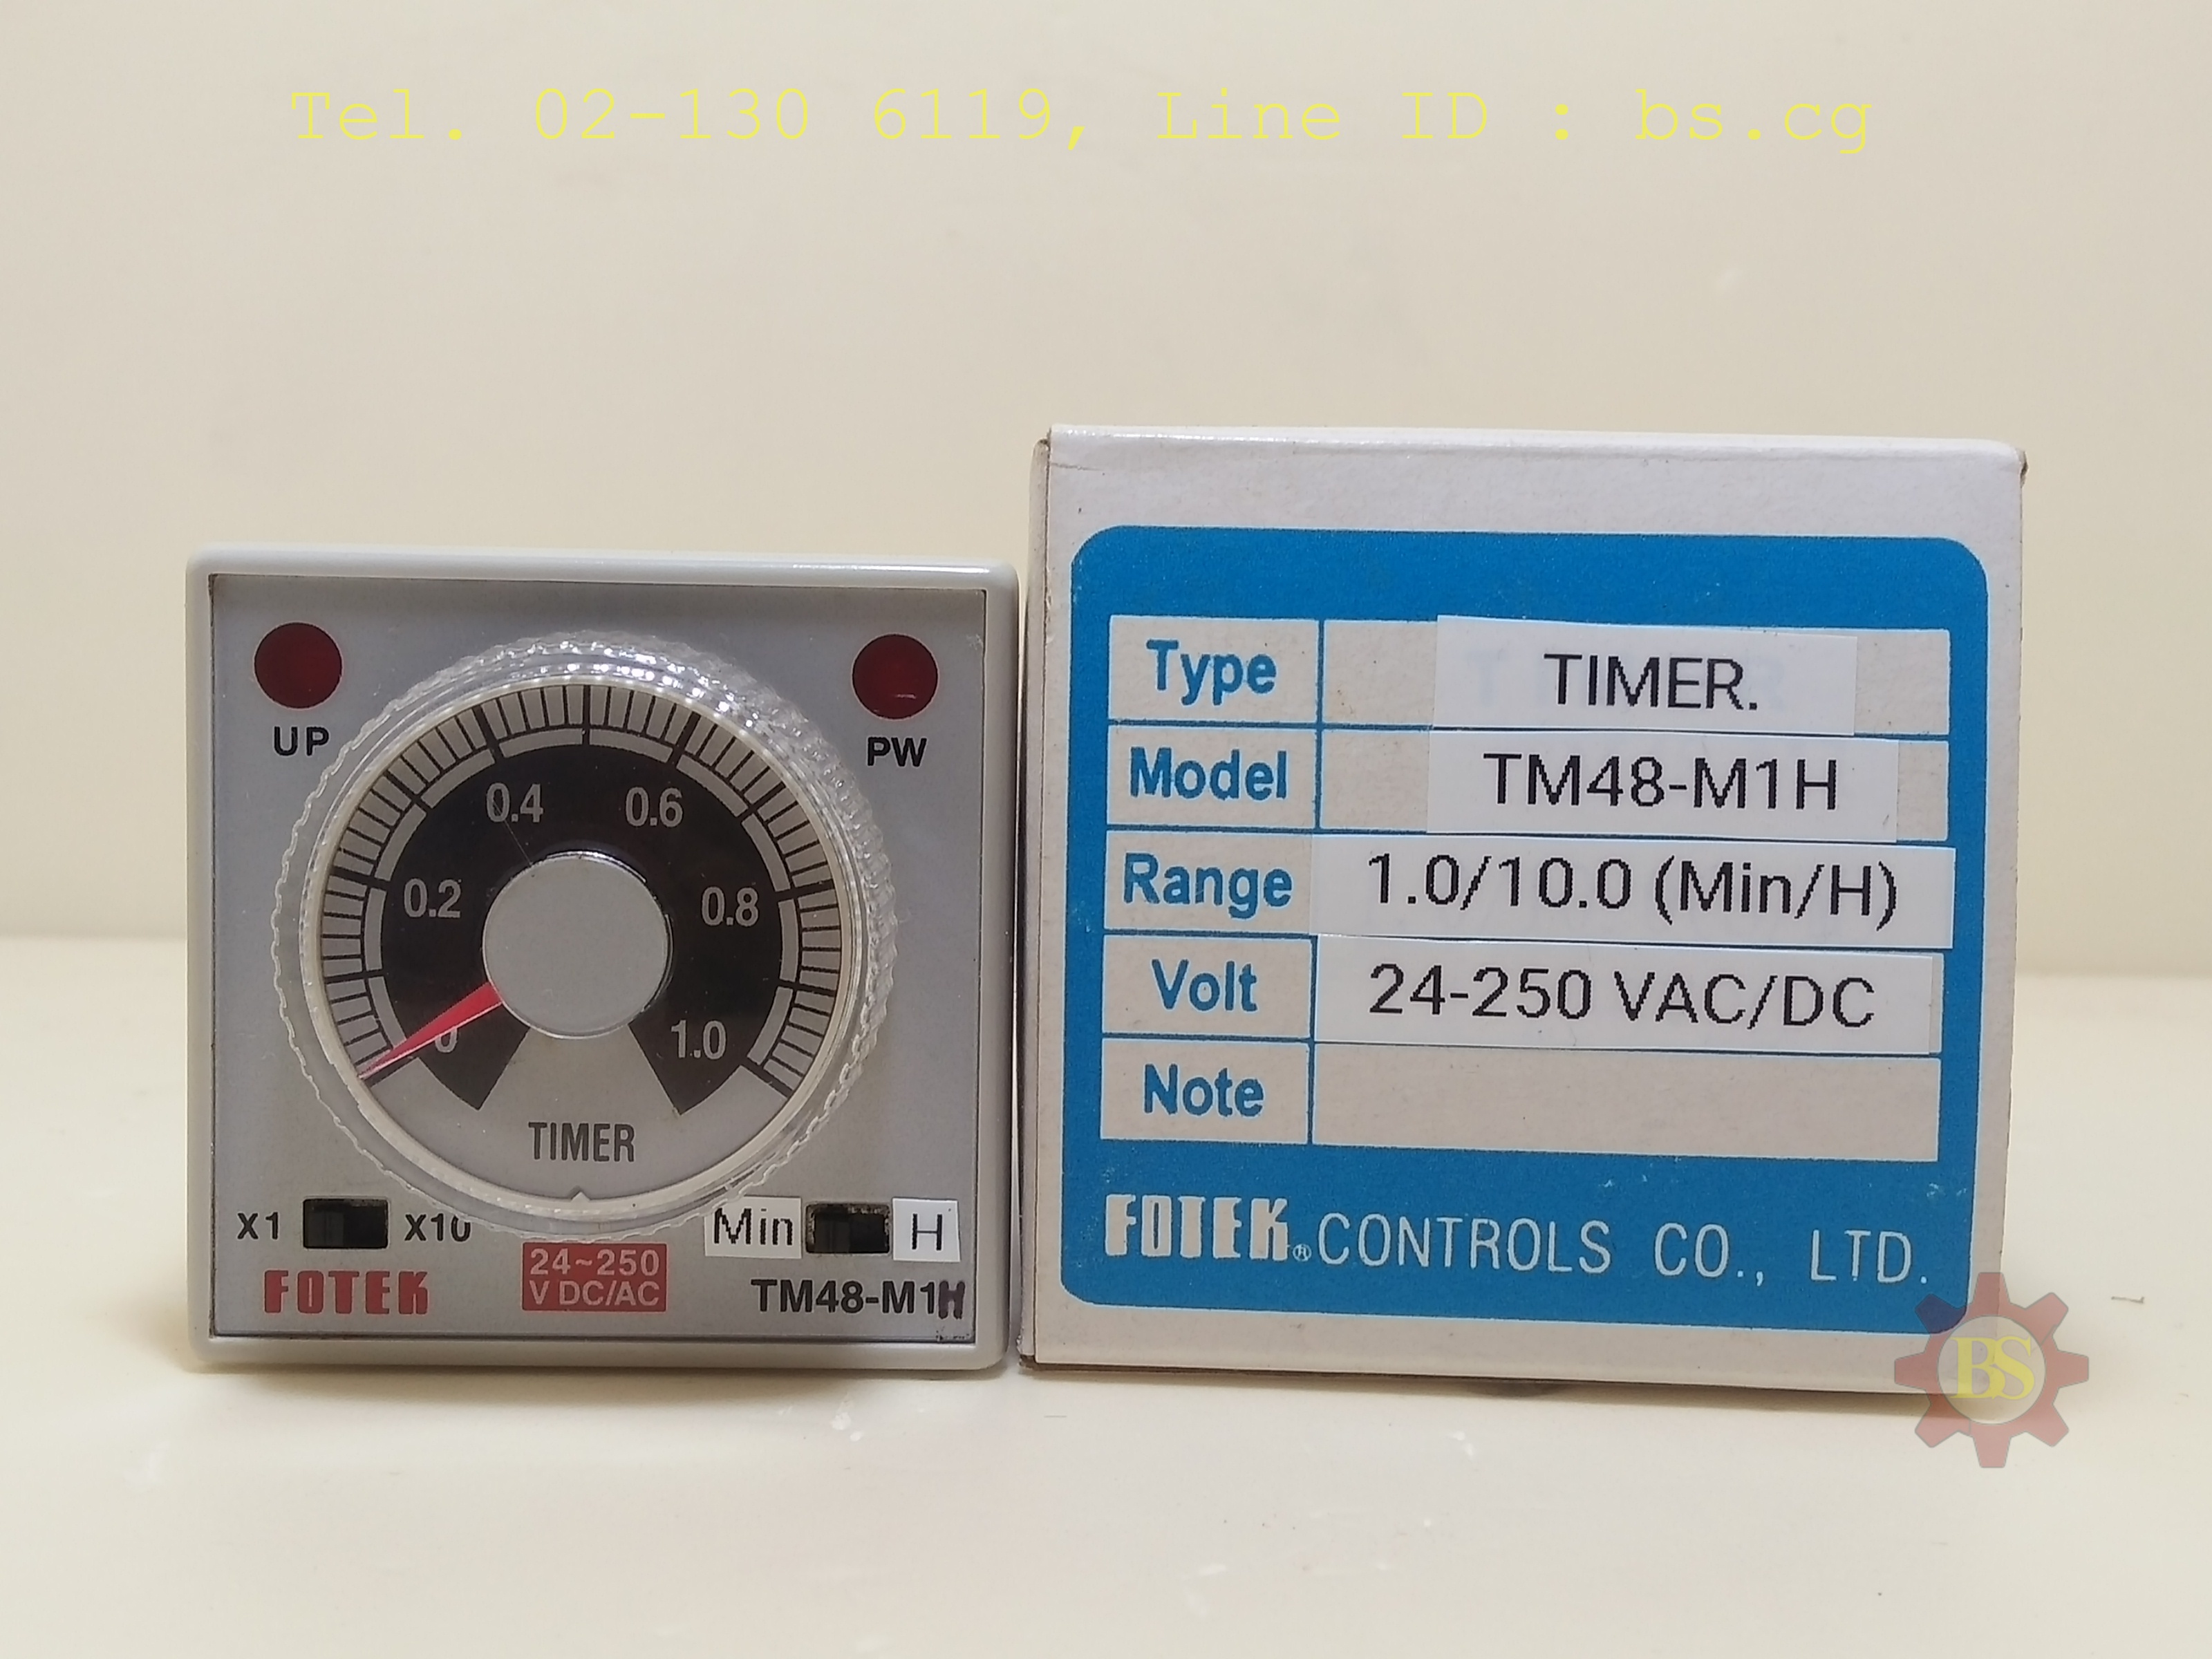 Tel. 02-130 6119, Line ID : bs.cg
UP
PW
0 0.2 0.4 0.6 0.8 1.0
TIMER
X1 X10
Min H
FOTEK
24~250
V DC/AC
TM48-M1H
Type TIMER.
Model TM48-M1H
Range 1.0/10.0 (Min/H)
Volt 24-250 VAC/DC
Note
FOTEK® CONTROLS CO., LTD.
BS